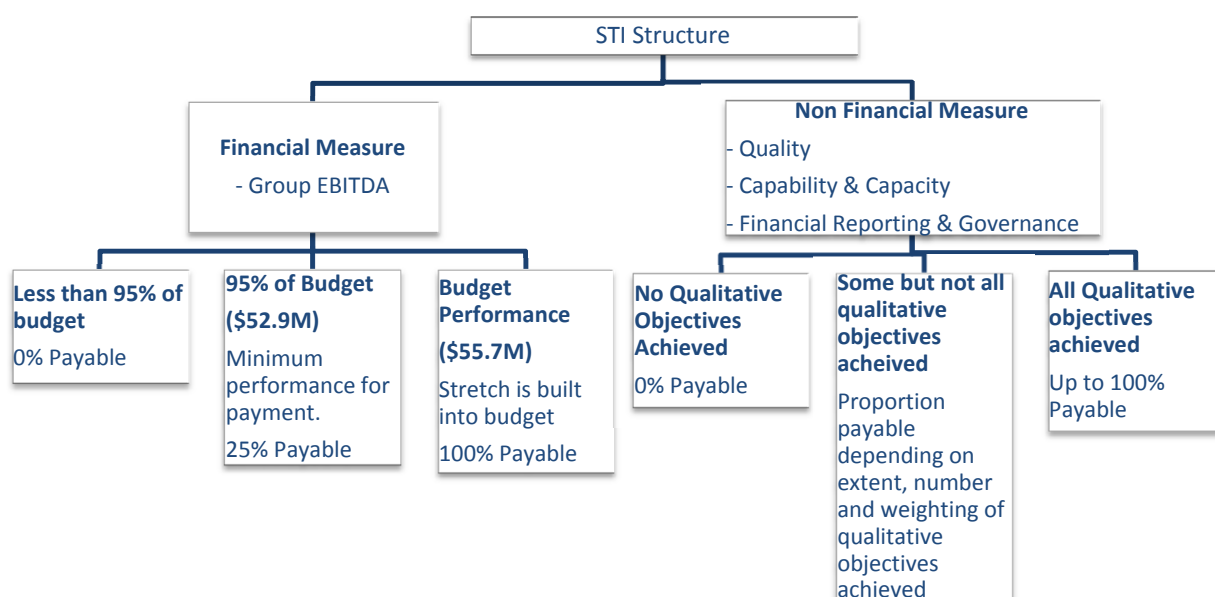 STI Structure
Financial Measure
- Group EBITDA
Non Financial Measure
- Quality
- Capability & Capacity
- Financial Reporting & Governance
Less than 95% of
budget
0% Payable
95% of Budget
($52.9M)
Minimum
performance for
payment.
25% Payable
Budget
Performance
($55.7M)
Stretch is built
into budget
100% Payable
No Qualitative
Objectives
Achieved
0% Payable
Some but not all
qualitative
objectives
acheived
Proportion
payable
depending on
extent, number
and weighting of
qualitative
objectives
achieved
All Qualitative
objectives
achieved
Up to 100%
Payable